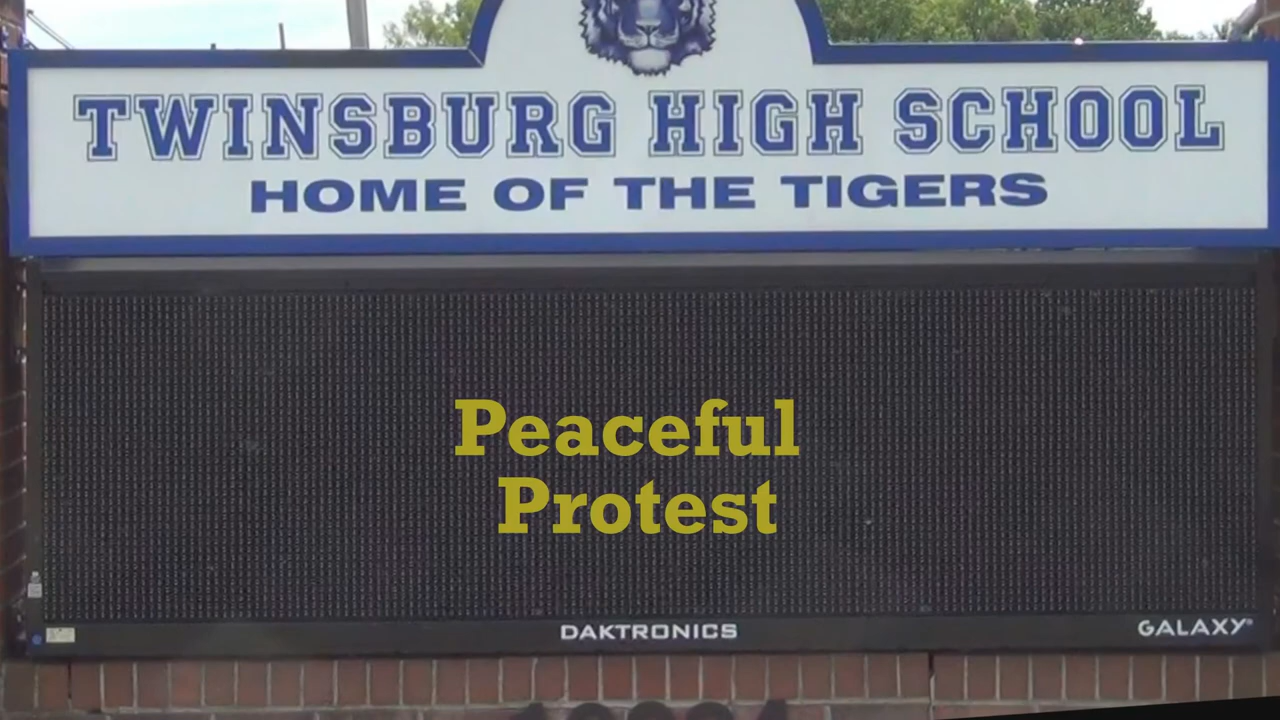 TWINSBURG HIGH SCHOOL
HOME OF THE TIGERS
Peaceful
Protest
DAKTRONICS
GALAXY®